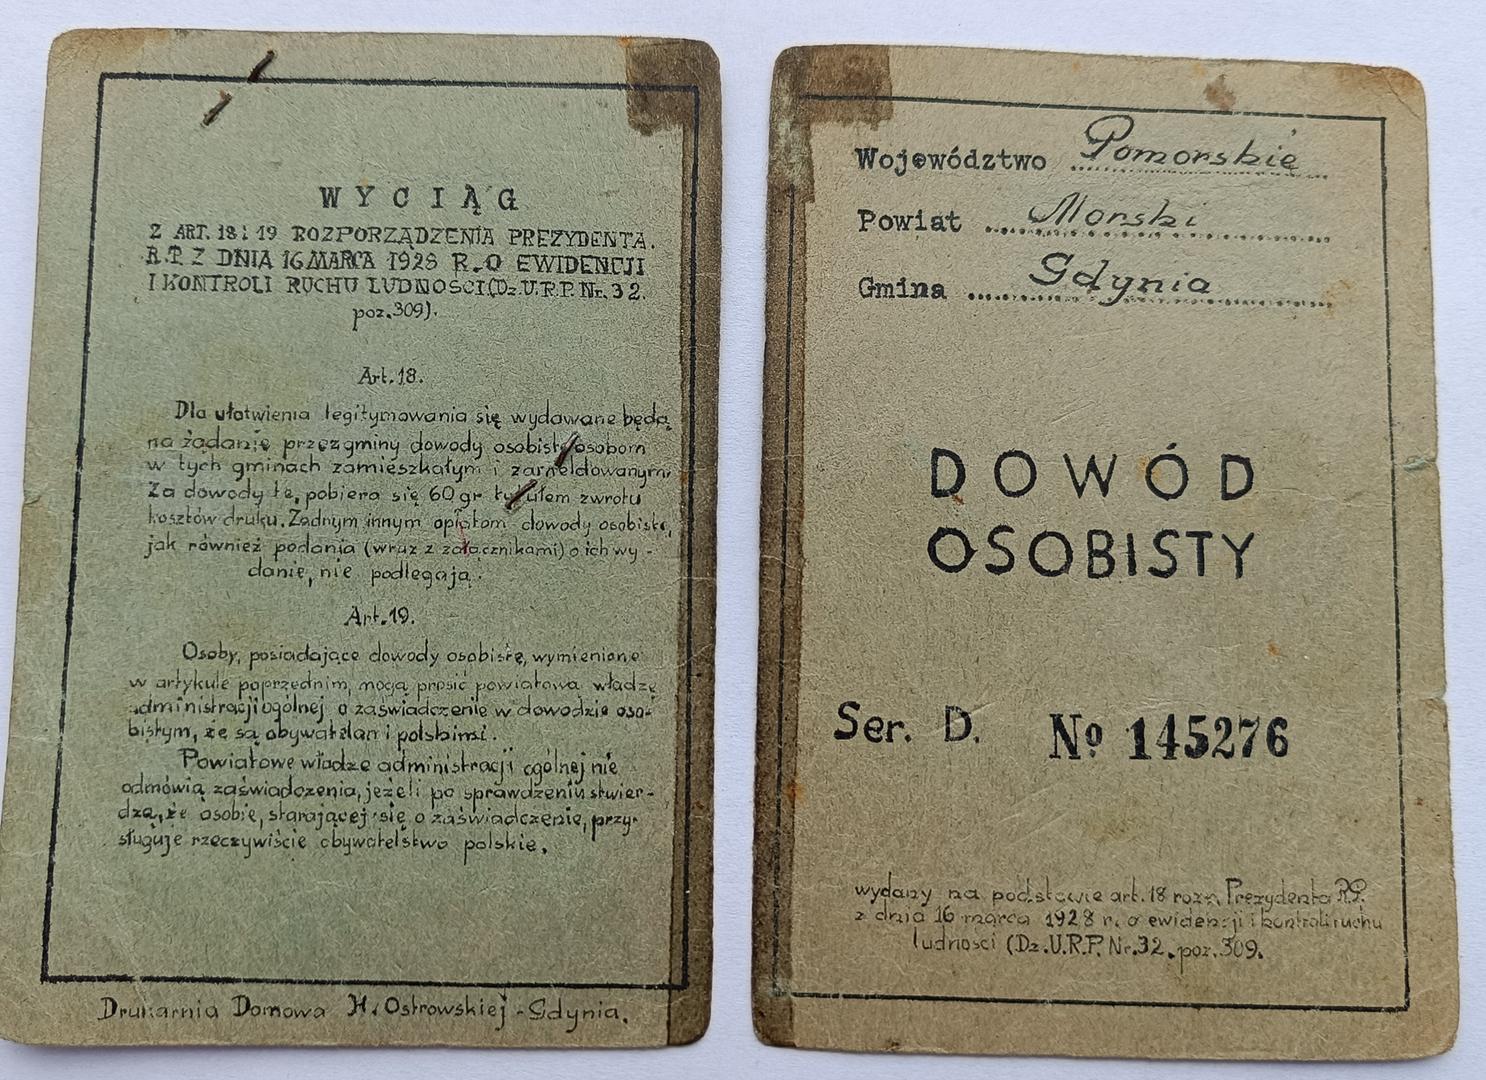 WYCIĄG
Z ART. 18 i 19 ROZPORZĄDZENIA PREZYDENTA.
R.P. Z DNIA 16 MARCA 1928 R. O EWIDENCJI
I KONTROLI RUCHU LUDNOŚCI (Dz.U.R.P. Nr. 32.
poz. 309).
Art. 18.
Dla ułatwienia legitymowania się wydawane będą
na żądanie przez gminy dowody osobiste osobom
w tych gminach zamieszkałym i zameldowanym.
Za dowody te, pobiera się 60 gr tytułem zwrotu
kosztów druku. Żadnym innym opłatom dowody osobiste,
jak również podania (wraz z załącznikami) o ich wy-
danie, nie podlegają.
Art. 19.
Osoby, posiadające dowody osobiste, wymienione
w artykule poprzednim, mogą prosić powiatową władzę
administracji ogólnej o zaświadczenie w dowodzie oso-
bistym, że są obywatelami polskimi.
Powiatowe władze administracji ogólnej nie
odmówią zaświadczenia, jeżeli po sprawdzeniu stwier-
dzą, że osobie, starającej się o zaświadczenie, przy-
sługuje rzeczywiście obywatelstwo polskie.
Drukarnia Domowa H. Ostrowskiej - Gdynia.
Województwo Pomorskie
Powiat Morski
Gmina Gdynia
DOWÓD
OSOBISTY
Ser. D. № 145276
wydany na podstawie art. 18 rozp. Prezydenta R.P.
z dnia 16 marca 1928 r. o ewidencji i kontroli ruchu
ludności (Dz.U.R.P. Nr. 32. poz. 309.